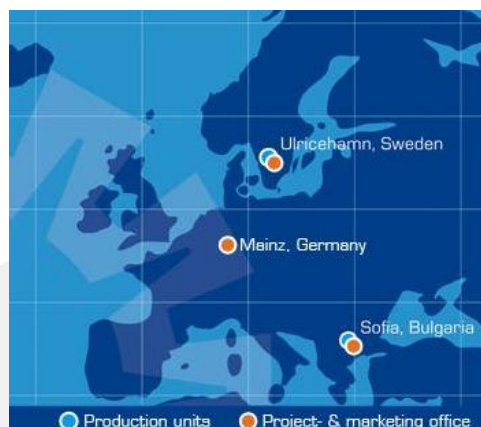 Ulricehamn, Sweden
Mainz, Germany
Sofia, Bulgaria
Production units Project- & marketing office